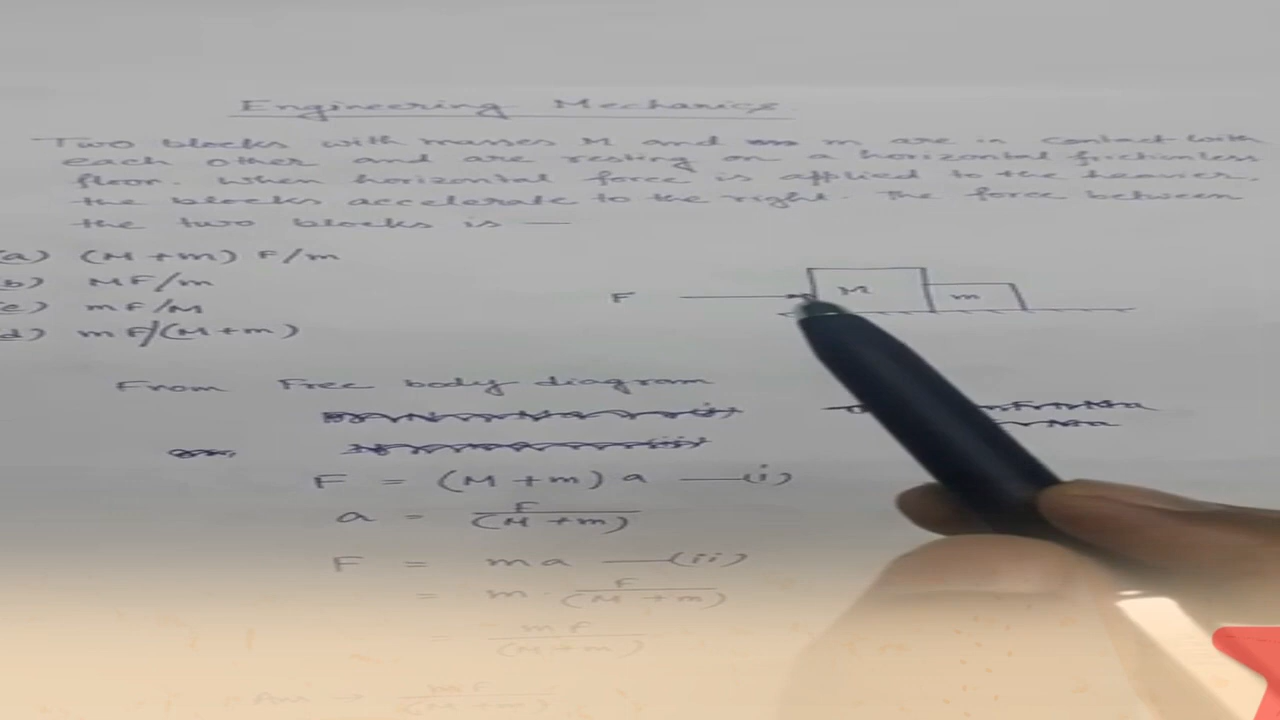 Engineering Mechanics
Two blocks with masses M and m are in contact with
each other and are resting on a horizontal frictionless
floor. When horizontal force is applied to the heavier,
the blocks accelerate to the right. The force between
the two blocks is —
a) (M+m) F/m
b) MF/m
c) mF/M
d) mF/(M+m)
F M m
From Free body diagram
F = (M+m) a —(i)
a = F/(M+m)
F = ma —(ii)
= m · F/(M+m)
= mF/(M+m)
Ans → mF/(M+m)